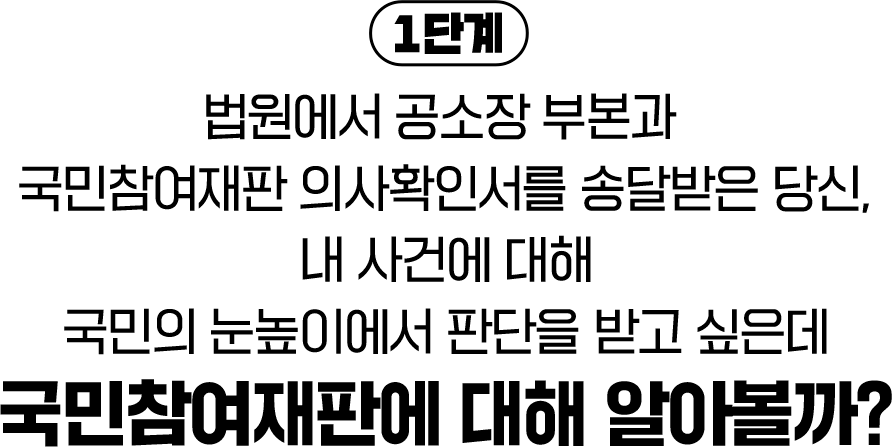 1단계
법원에서 공소장 부본과
국민참여재판 의사확인서를 송달받은 당신,
내 사건에 대해
국민의 눈높이에서 판단을 받고 싶은데
국민참여재판에 대해 알아볼까?